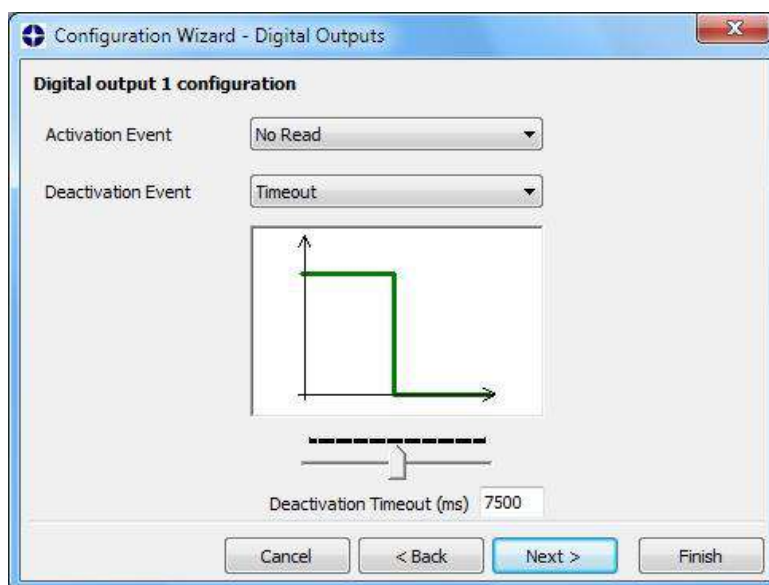 Configuration Wizard - Digital Outputs
Digital output 1 configuration
Activation Event No Read
Deactivation Event Timeout
Deactivation Timeout (ms) 7500
Cancel < Back Next > Finish